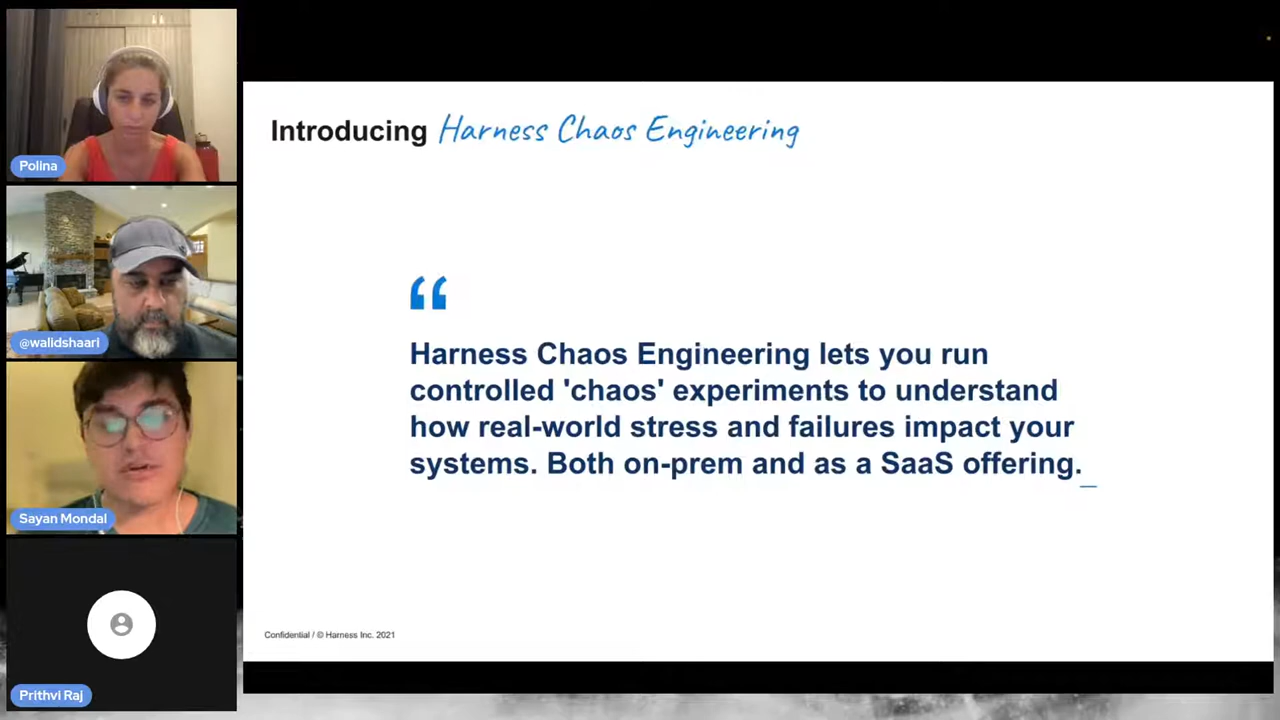 Polina
@walidshaari
Sayan Mondal
Prithvi Raj
Introducing Harness Chaos Engineering
“
Harness Chaos Engineering lets you run
controlled 'chaos' experiments to understand
how real-world stress and failures impact your
systems. Both on-prem and as a SaaS offering._
Confidential / © Harness Inc. 2021